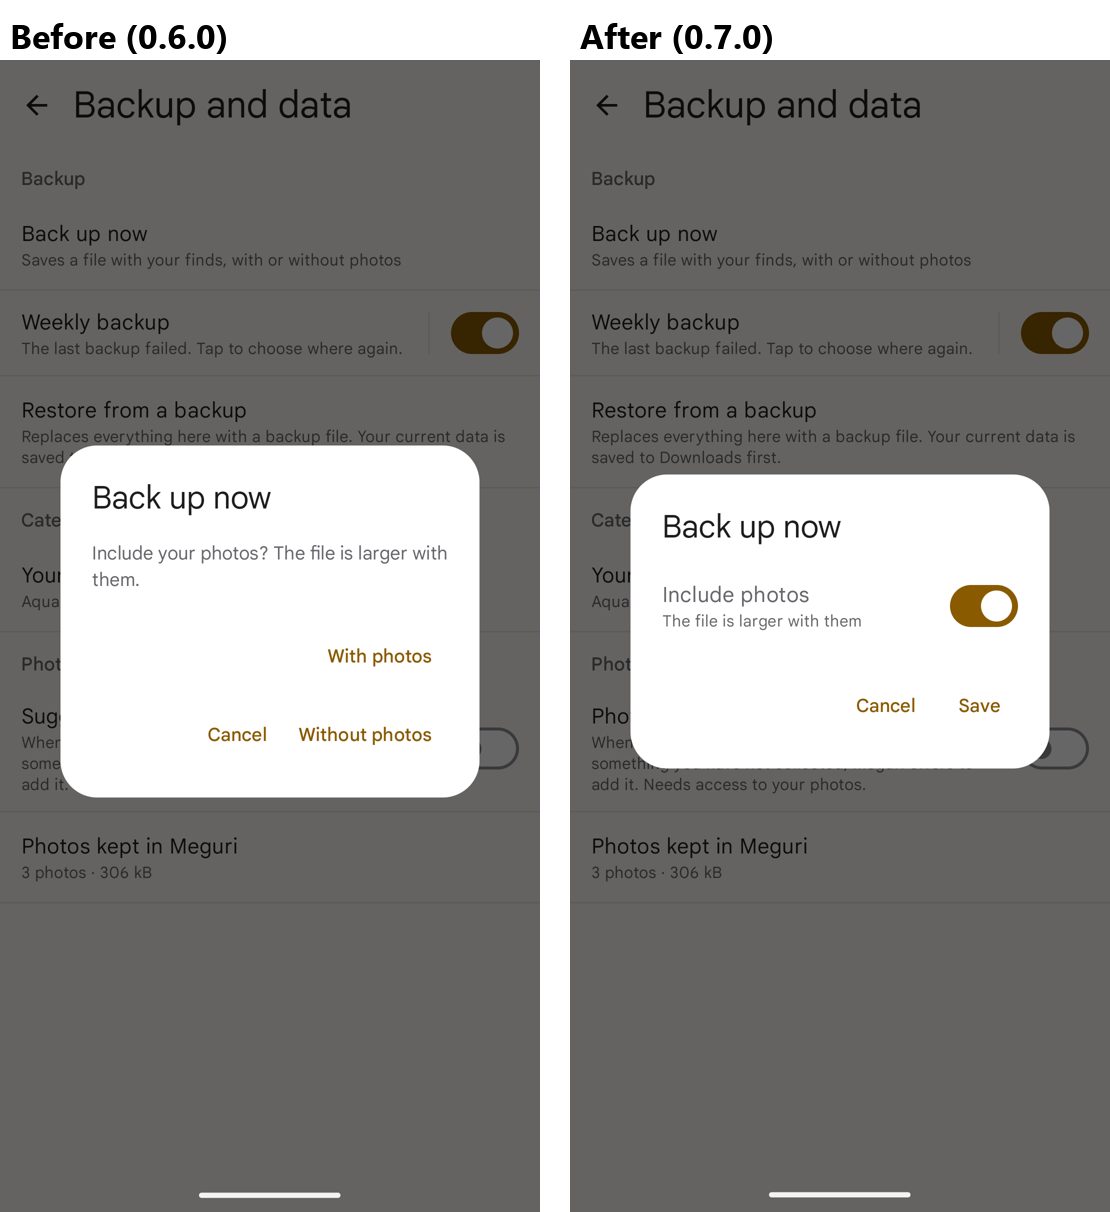 Before (0.6.0)
Backup and data
Backup
Back up now
Saves a file with your finds, with or without photos
Weekly backup
The last backup failed. Tap to choose where again.
Restore from a backup
Replaces everything here with a backup file. Your current data is
saved
Back up now
Include your photos? The file is larger with
them.
With photos
Cancel
Without photos
add it.
Photos kept in Meguri
3 photos · 306 kB
After (0.7.0)
Backup and data
Backup
Back up now
Saves a file with your finds, with or without photos
Weekly backup
The last backup failed. Tap to choose where again.
Restore from a backup
Replaces everything here with a backup file. Your current data is
saved to Downloads first.
Back up now
Include photos
The file is larger with them
Cancel
Save
add it. Needs access to your photos.
Photos kept in Meguri
3 photos · 306 kB